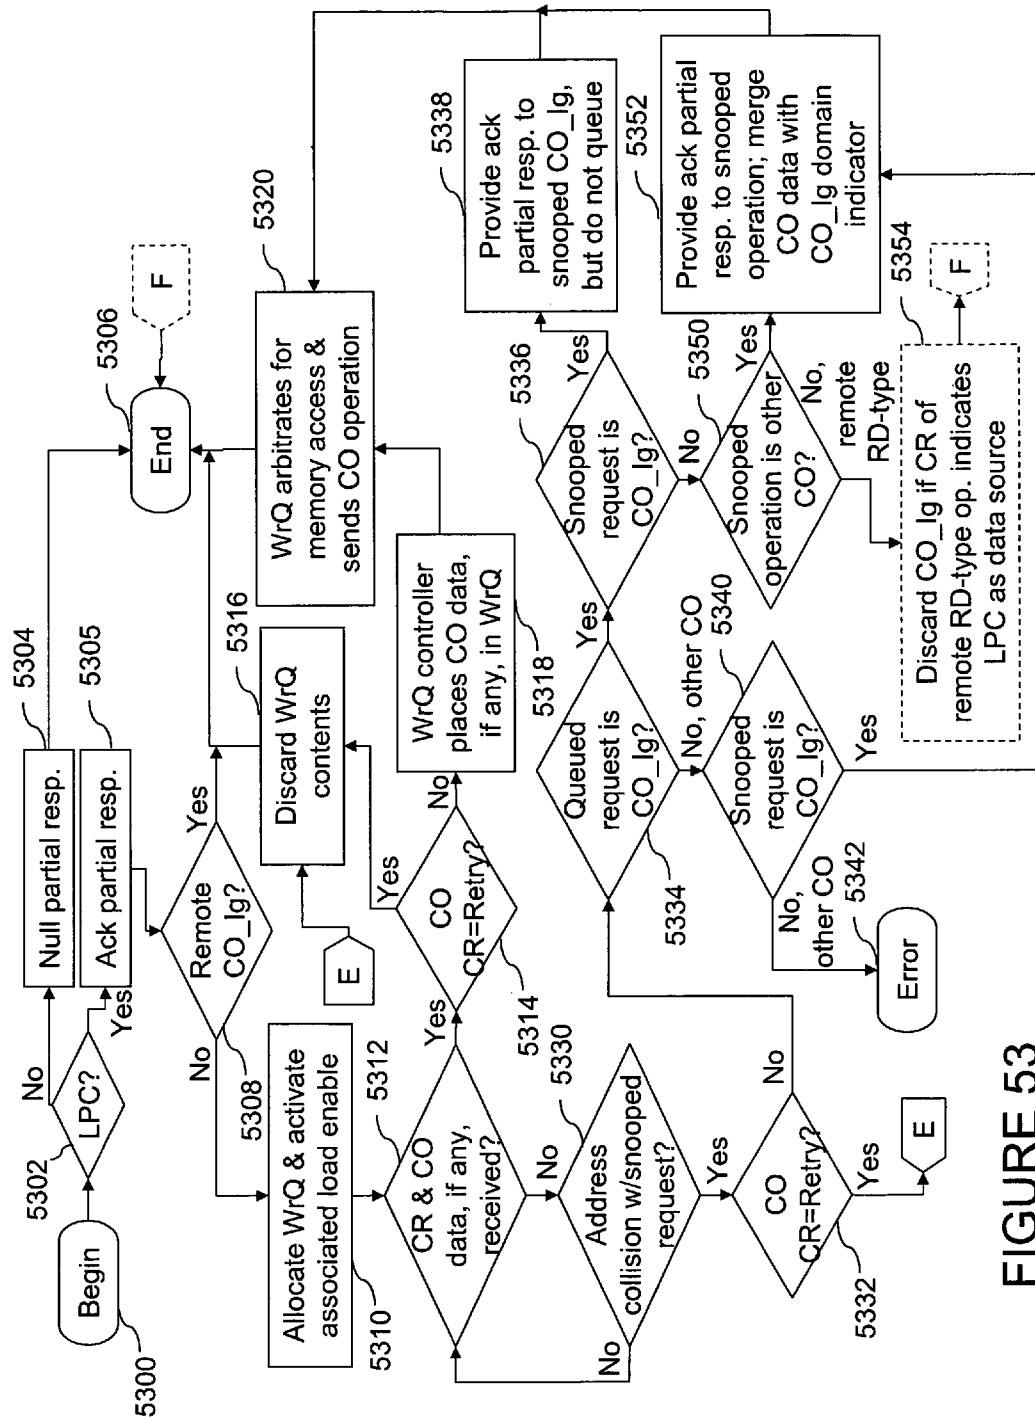 5300
Begin
5302
LPC?
No
5304
Null partial resp.
Yes
5305
Ack partial resp.
5306
End
F
5308
Remote
CO_lg?
Yes
No
5310
Allocate WrQ & activate
associated load enable
5312
CR & CO
data, if any,
received?
Yes
No
5314
CO
CR=Retry?
Yes
No
E
5316
Discard WrQ
contents
5318
WrQ controller
places CO data,
if any, in WrQ
5320
WrQ arbitrates for
memory access &
sends CO operation
5330
Address
collision w/snooped
request?
No
Yes
5332
CO
CR=Retry?
No
Yes
E
5334
Queued
request is
CO_lg?
Yes
No, other CO
5336
Snooped
request is
CO_lg?
Yes
No
5338
Provide ack
partial resp. to
snooped CO_lg,
but do not queue
5340
Snooped
request is
CO_lg?
Yes
No,
other CO
5342
Error
5350
Snooped
operation is other
CO?
Yes
No,
remote
RD-type
5352
Provide ack partial
resp. to snooped
operation; merge
CO data with
CO_lg domain
indicator
5354
Discard CO_lg if CR of
remote RD-type op. indicates
LPC as data source
F
FIGURE 53